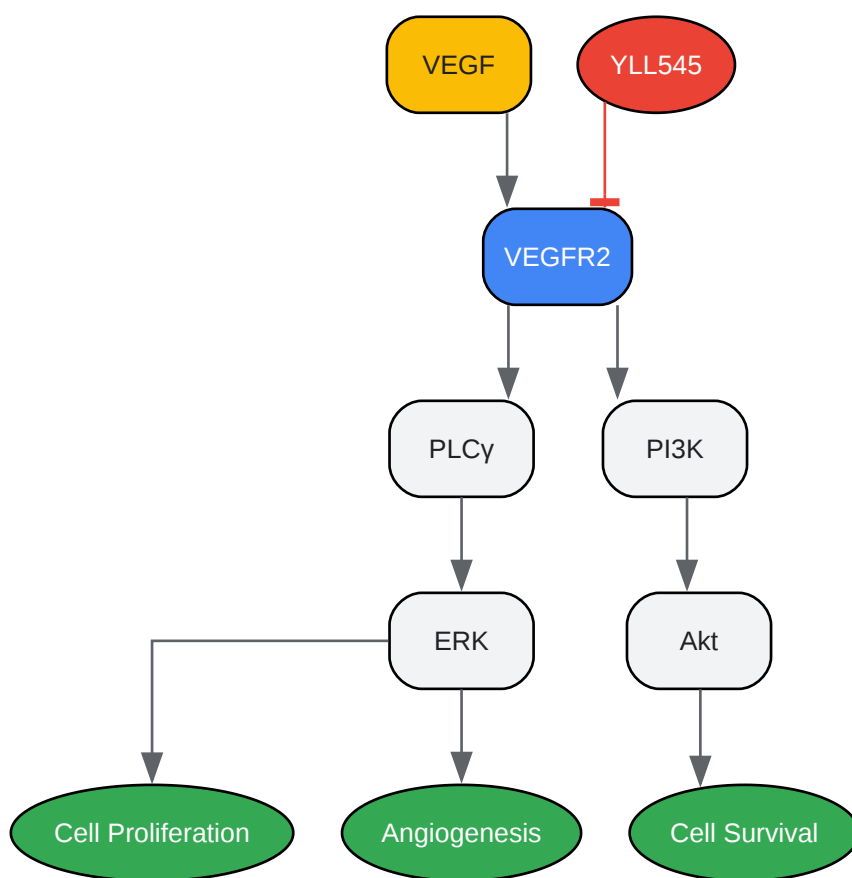 VEGF
YLL545
VEGFR2
PLCγ
PI3K
ERK
Akt
Cell Proliferation
Angiogenesis
Cell Survival